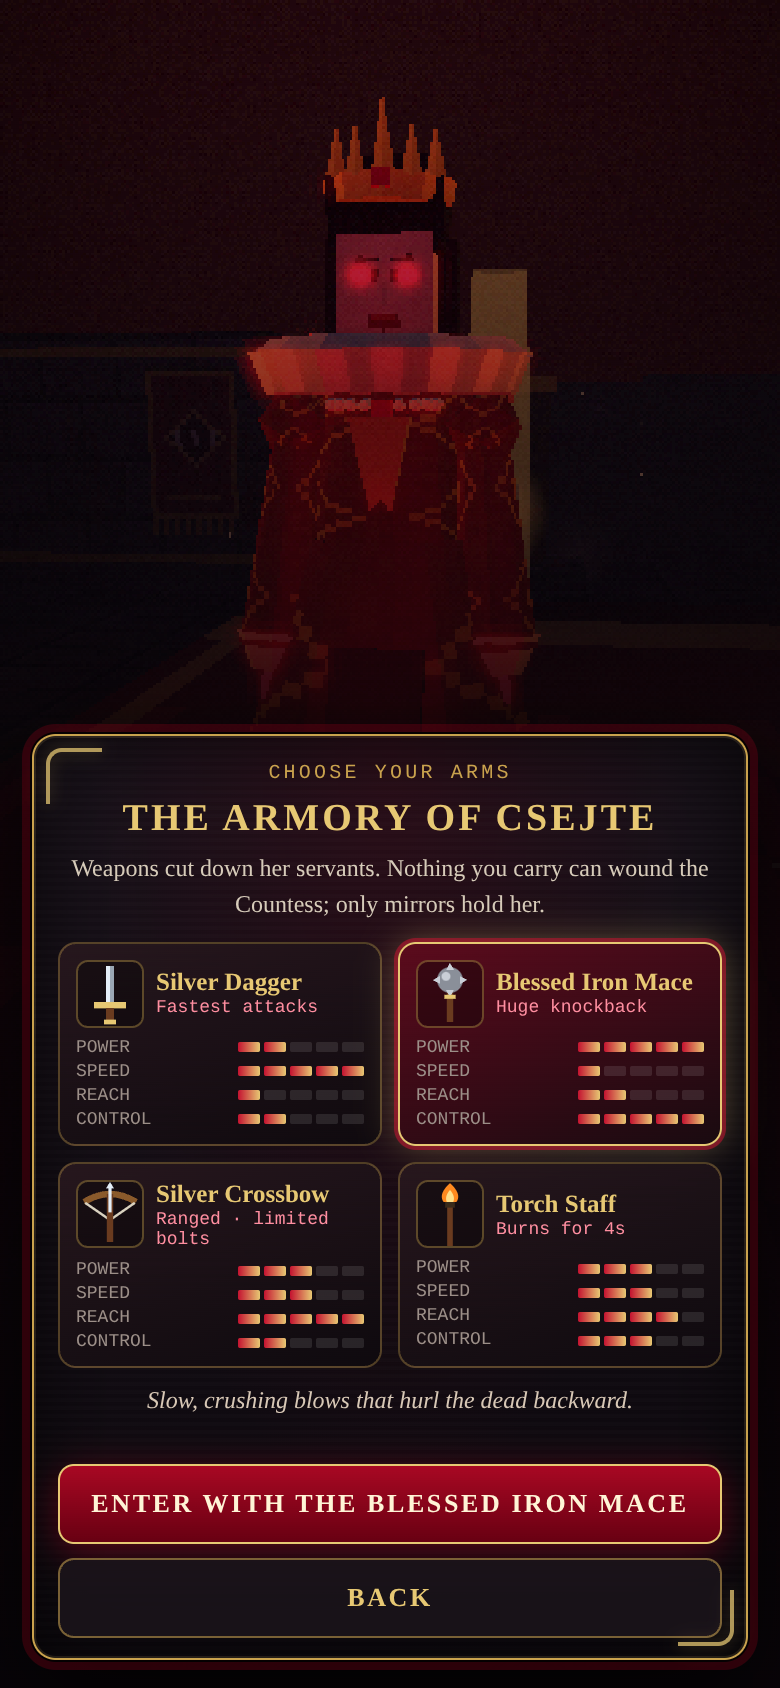 CHOOSE YOUR ARMS
THE ARMORY OF CSEJTE
Weapons cut down her servants. Nothing you carry can wound the
Countess; only mirrors hold her.
Silver Dagger
Fastest attacks
POWER
SPEED
REACH
CONTROL
Blessed Iron Mace
Huge knockback
POWER
SPEED
REACH
CONTROL
Silver Crossbow
Ranged · limited
bolts
POWER
SPEED
REACH
CONTROL
Torch Staff
Burns for 4s
POWER
SPEED
REACH
CONTROL
Slow, crushing blows that hurl the dead backward.
ENTER WITH THE BLESSED IRON MACE
BACK